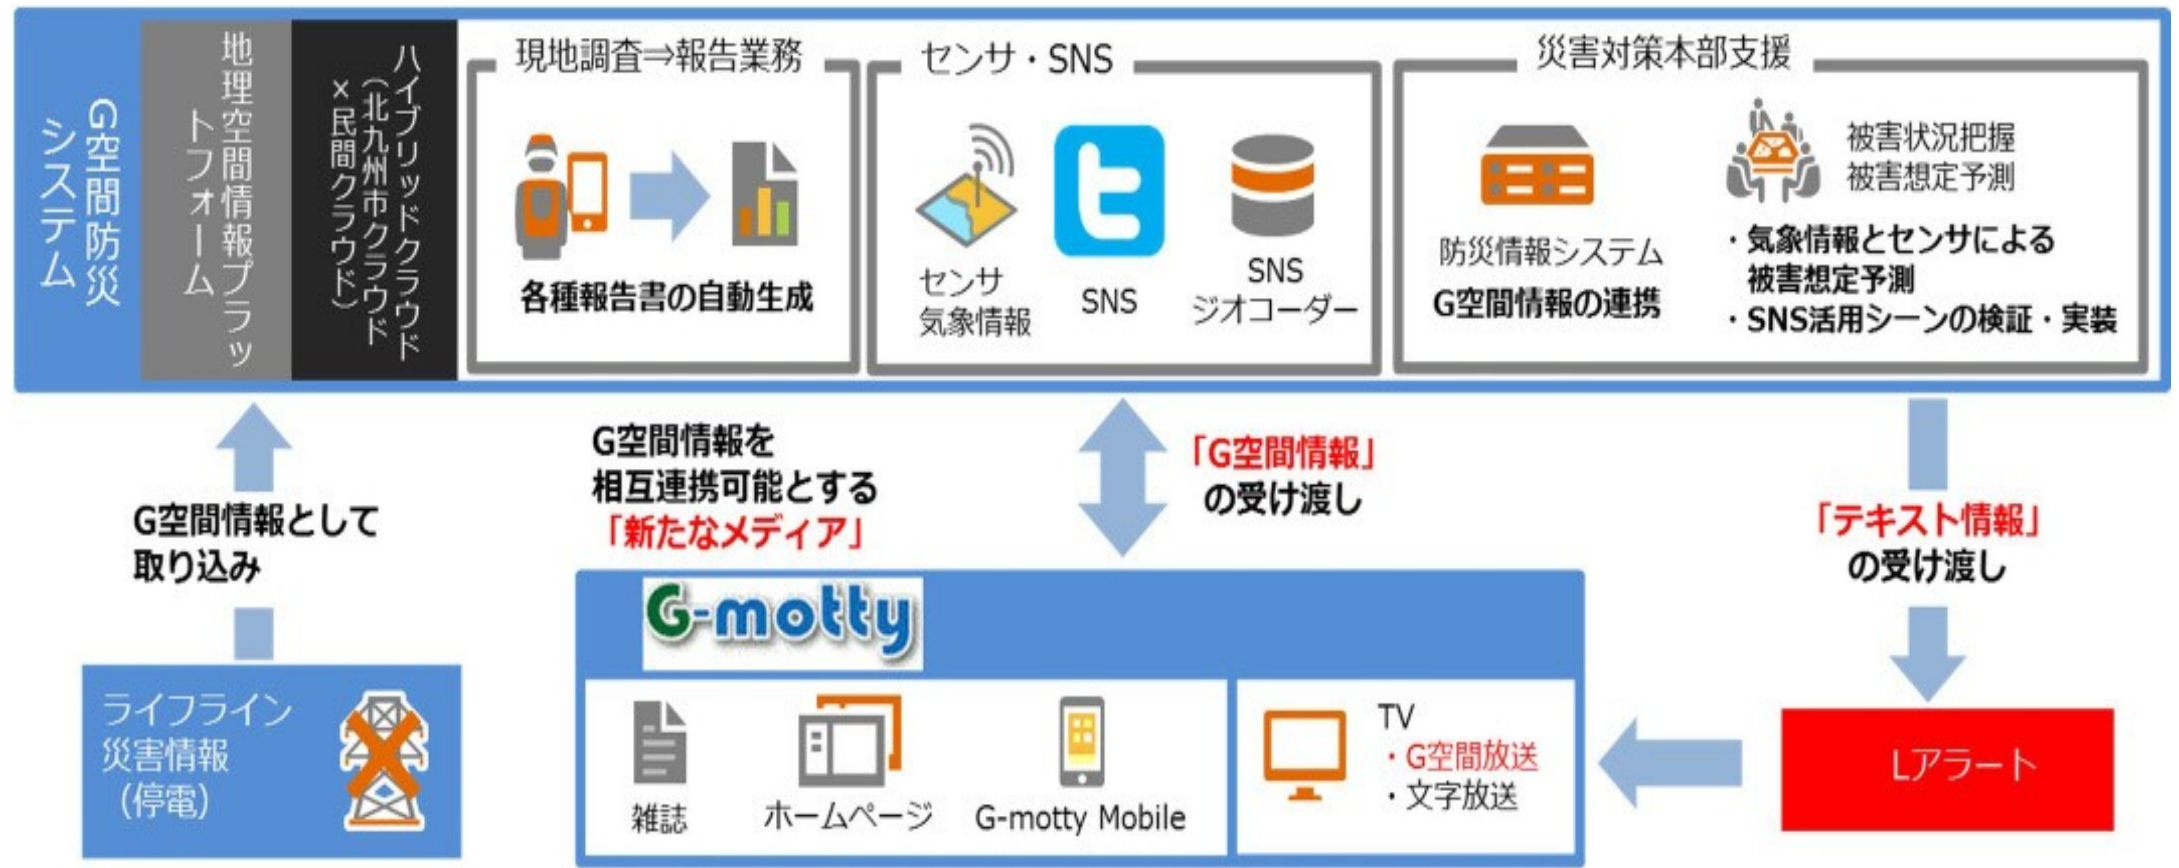 G空間防災
システム
地理空間情報プラッ
トフォーム
ハイブリッドクラウド
(北九州市クラウド
×民間クラウド)
現地調査⇒報告業務
各種報告書の自動生成
センサ・SNS
センサ
気象情報
SNS
SNS
ジオコーダー
災害対策本部支援
防災情報システム
G空間情報の連携
被害状況把握
被害想定予測
・気象情報とセンサによる
被害想定予測
・SNS活用シーンの検証・実装
G空間情報として
取り込み
G空間情報を
相互連携可能とする
「新たなメディア」
「G空間情報」
の受け渡し
「テキスト情報」
の受け渡し
ライフライン
災害情報
(停電)
G-motty
雑誌
ホームページ
G-motty Mobile
TV
・G空間放送
・文字放送
Lアラート